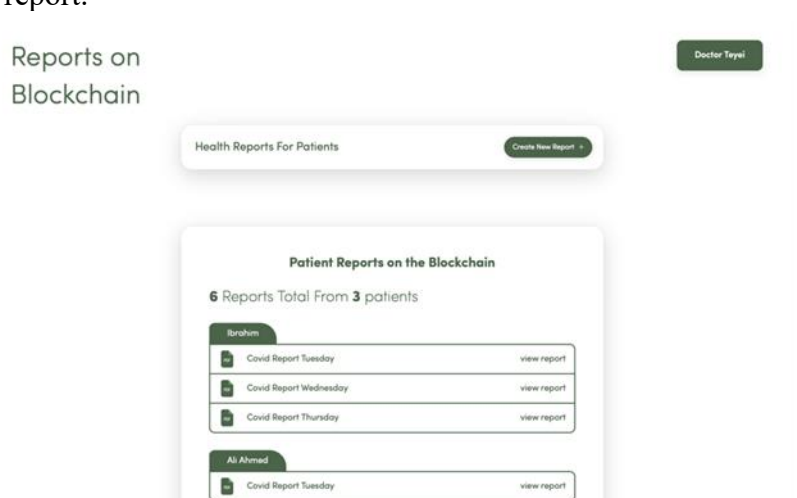 report.
Reports on
Blockchain
Doctor Teyei
Health Reports For Patients
Create New Report +
Patient Reports on the Blockchain
6 Reports Total From 3 patients
Ibrahim
Covid Report Tuesday view report
Covid Report Wednesday view report
Covid Report Thursday view report
Ali Ahmed
Covid Report Tuesday view report